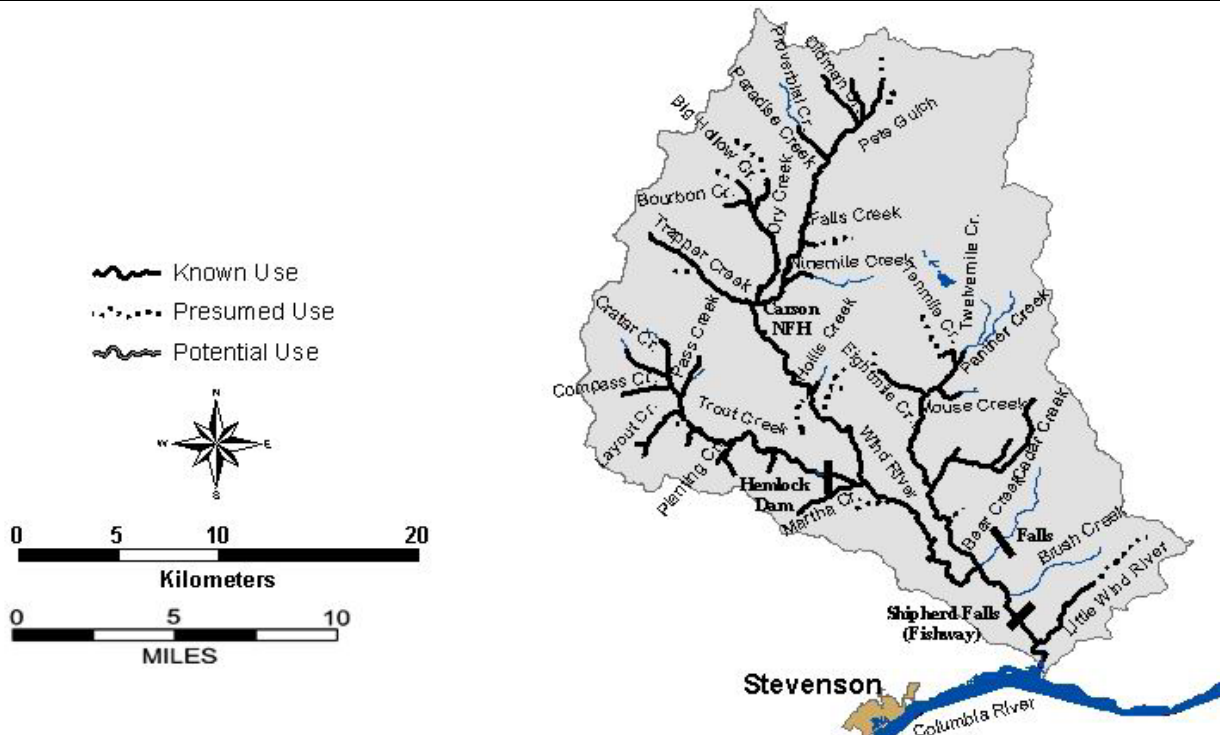 Proverbial Cr.
Oldman Cr.
Paradise Creek
Pete Gulch
Big Hollow Cr.
Dry Creek
Bourbon Cr.
Falls Creek
Trapper Creek
Ninemile Creek
Tenmile Cr.
Twelvemile Cr.
Known Use
Presumed Use
Potential Use
Carson
NFH
Hollis Creek
Panther Creek
Crater Cr.
Pass Creek
Eightmile Cr.
Compass Cr.
Mouse Creek
Trout Creek
Cedar Creek
Layout Cr.
Wind River
Planting Cr.
Hemlock
Dam
Martha Cr.
Bear Creek
Falls
Brush Creek
Little Wind River
Shipherd Falls
(Fishway)
N
W E
S
0 5 10 20
Kilometers
0 5 10
MILES
Stevenson
Columbia River